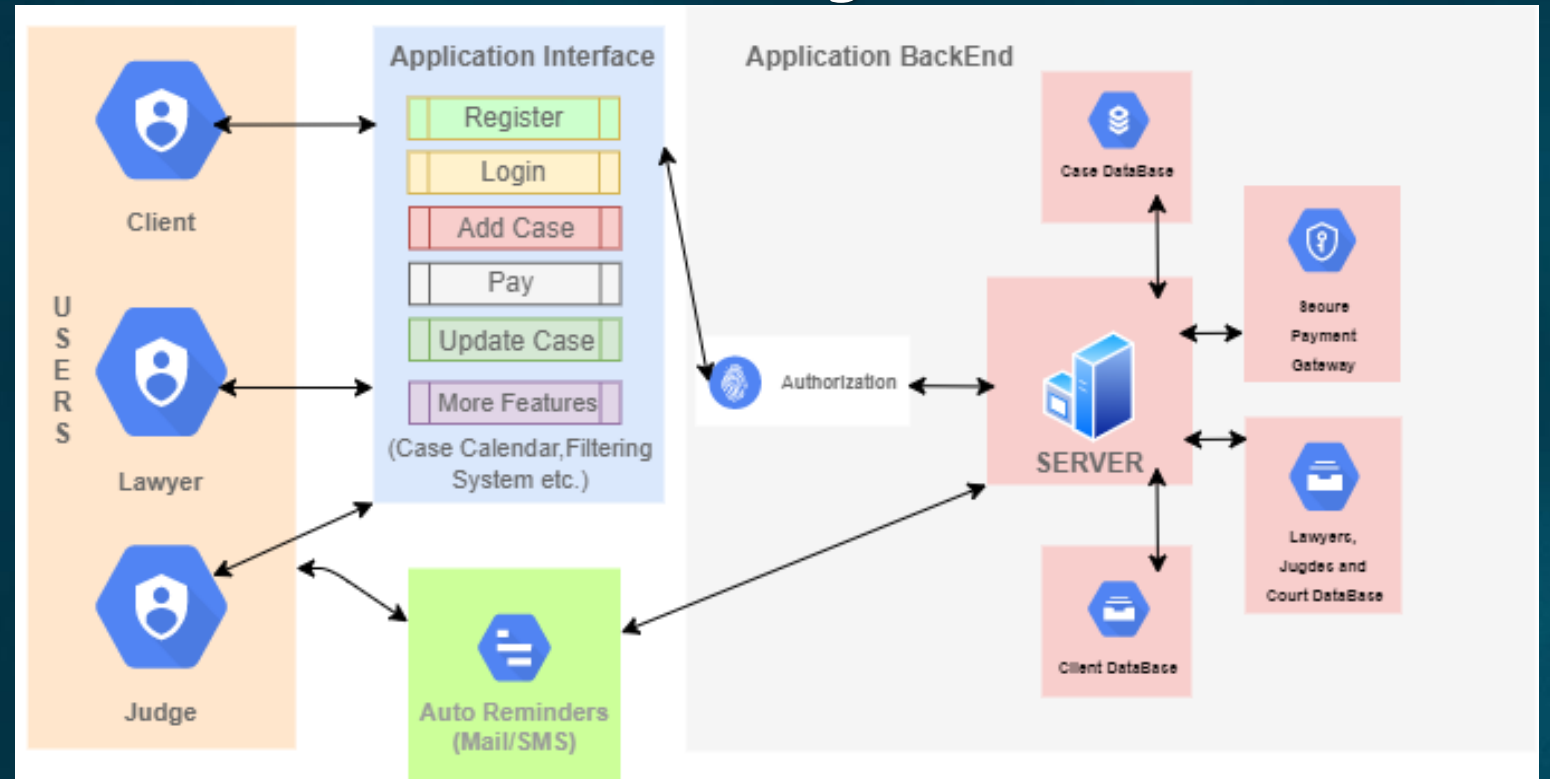 Application Interface
Application BackEnd
Register
Login
Add Case
Pay
Update Case
More Features
(Case Calendar,Filtering
System etc.)
U
S
E
R
S
Client
Lawyer
Judge
Auto Reminders
(Mail/SMS)
Authorization
SERVER
Case DataBase
Secure
Payment
Gateway
Lawyers,
Jugdes and
Court DataBase
Client DataBase